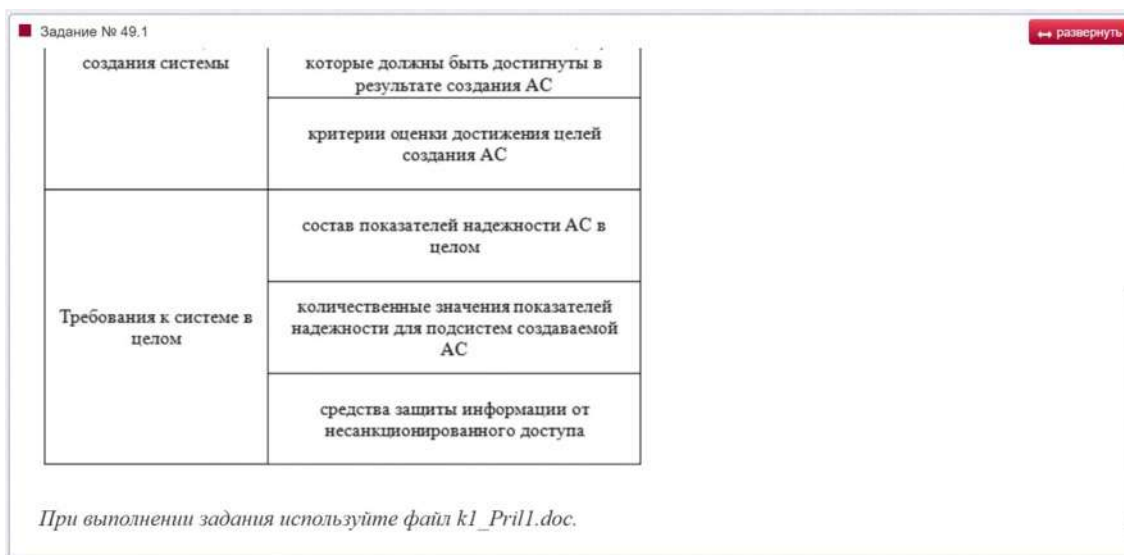 Задание № 49.1
развернуть
создания системы
которые должны быть достигнуты в
результате создания АС
критерии оценки достижения целей
создания АС
Требования к системе в
целом
состав показателей надежности АС в
целом
количественные значения показателей
надежности для подсистем создаваемой
АС
средства защиты информации от
несанкционированного доступа
При выполнении задания используйте файл k1_Pril1.doc.